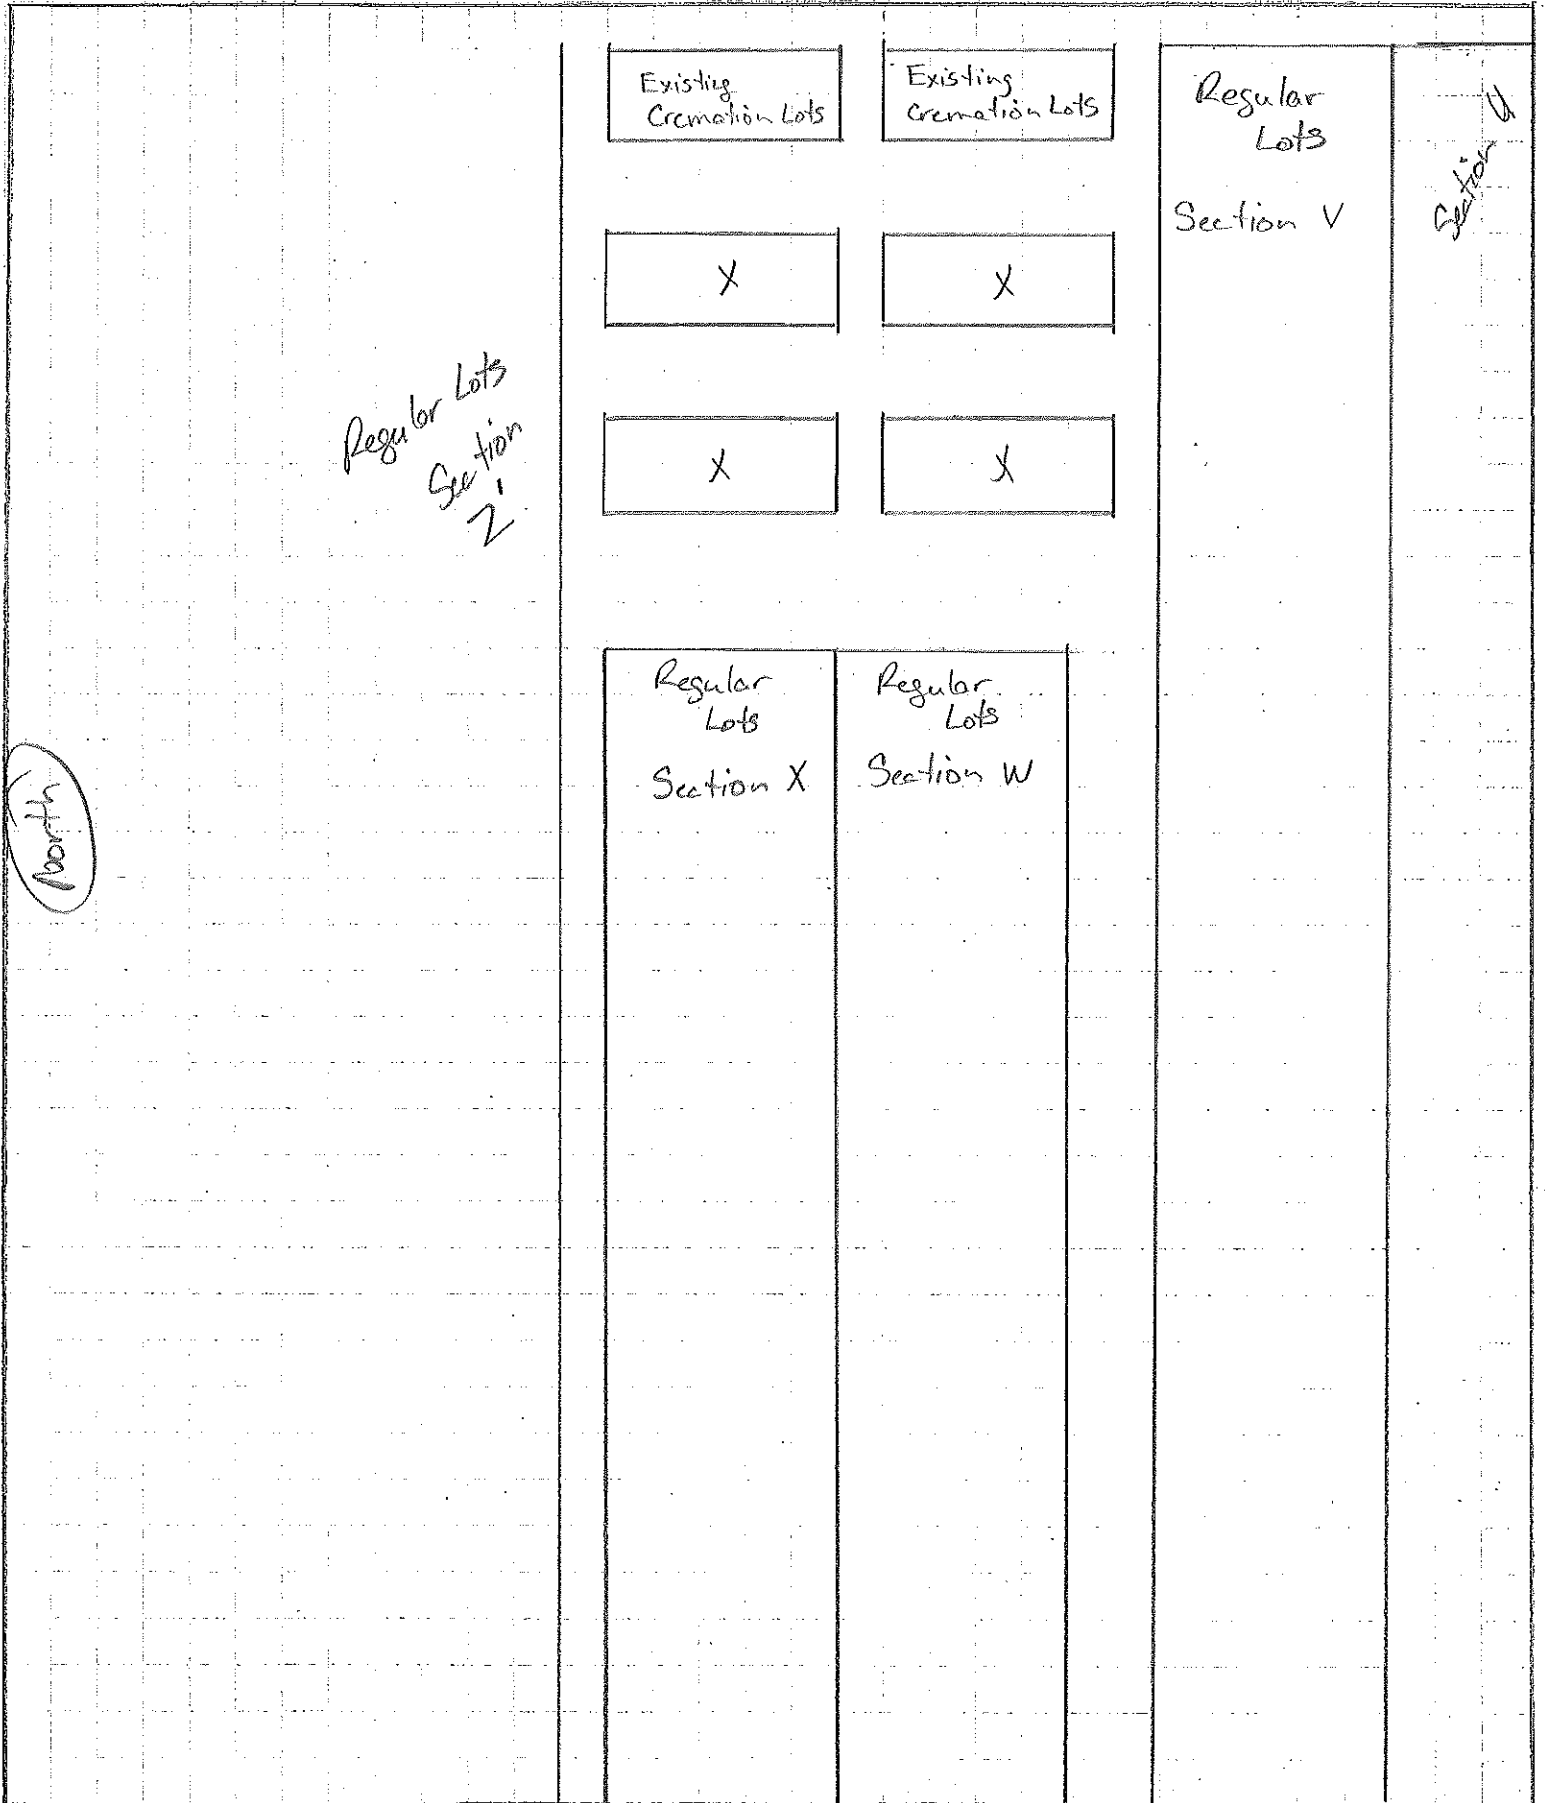 Existing
Cremation Lots
Existing
Cremation Lots
Regular
Lots
Section V
Section U
X
X
Regular Lots
Section
Z
X
X
Regular
Lots
Section X
Regular
Lots
Section W
North